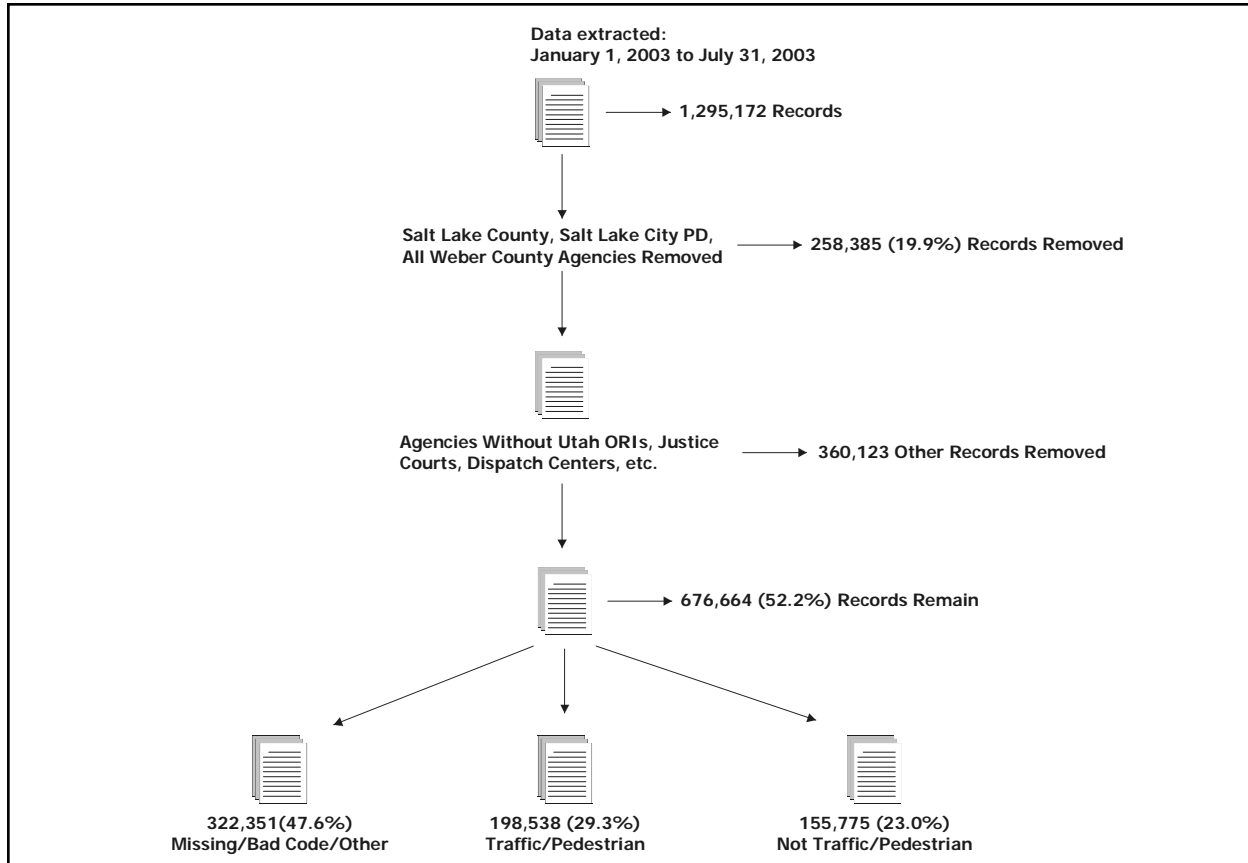 Data extracted:
January 1, 2003 to July 31, 2003
1,295,172 Records
Salt Lake County, Salt Lake City PD,
All Weber County Agencies Removed
258,385 (19.9%) Records Removed
Agencies Without Utah ORIs, Justice
Courts, Dispatch Centers, etc.
360,123 Other Records Removed
676,664 (52.2%) Records Remain
322,351(47.6%)
Missing/Bad Code/Other
198,538 (29.3%)
Traffic/Pedestrian
155,775 (23.0%)
Not Traffic/Pedestrian